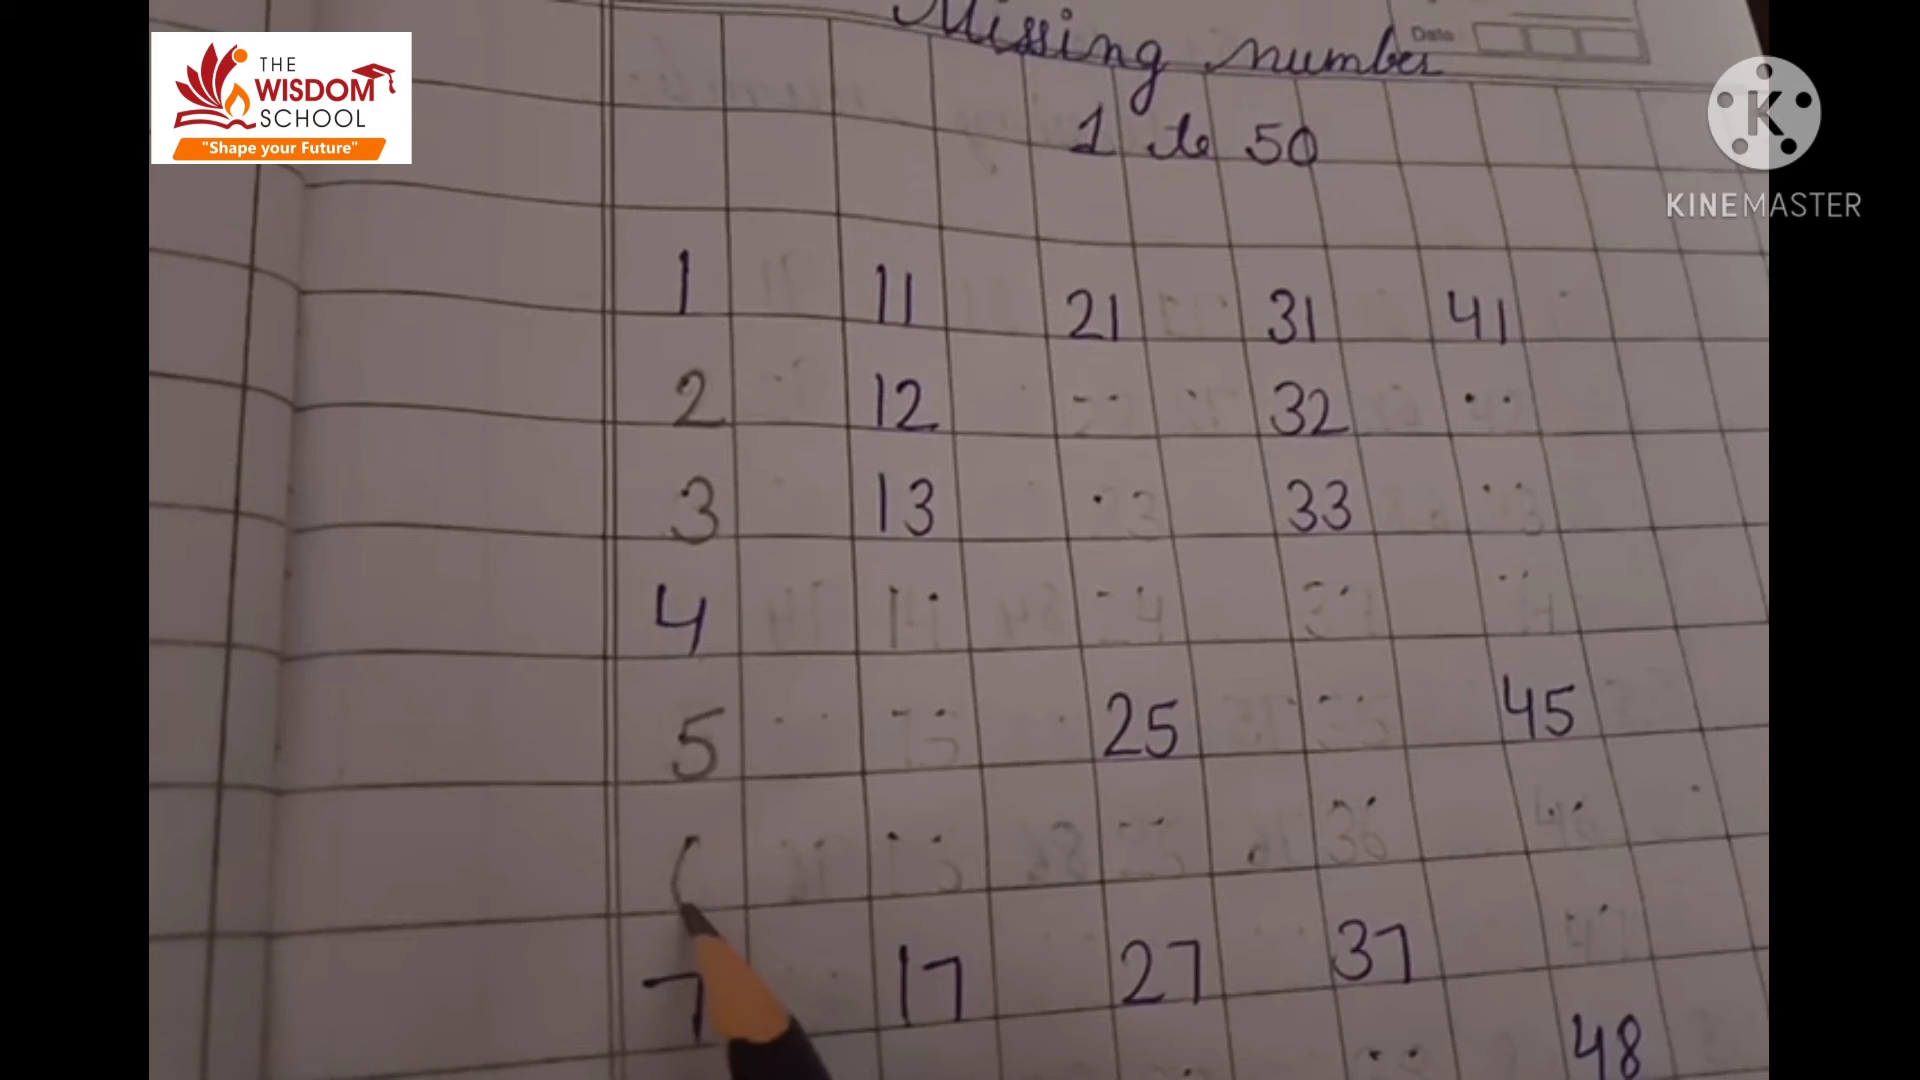 THE
WISDOM
SCHOOL
"Shape your Future"
Missing number
Date
1 to 50
KINEMASTER
1 11 21 31 41
2 12 32
3 13 33
4
5 25 45
7 17 27 37
48